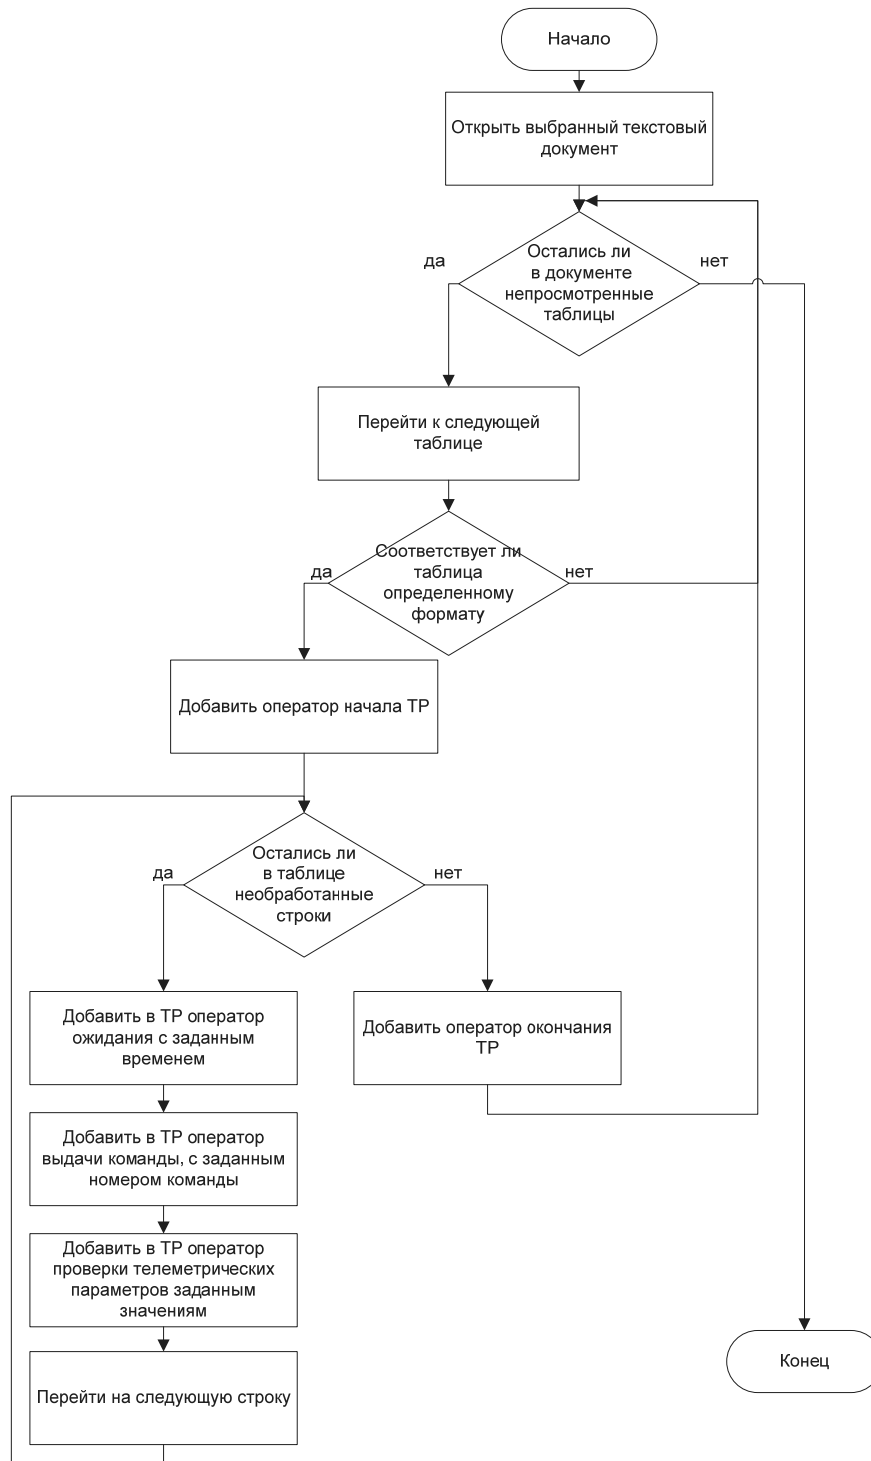 Начало
Открыть выбранный текстовый
документ
Остались ли
в документе
непросмотренные
таблицы
да
нет
Перейти к следующей
таблице
Соответствует ли
таблица
определенному
формату
да
нет
Добавить оператор начала ТР
Остались ли
в таблице
необработанные
строки
да
нет
Добавить в ТР оператор
ожидания с заданным
временем
Добавить оператор окончания
ТР
Добавить в ТР оператор
выдачи команды, с заданным
номером команды
Добавить в ТР оператор
проверки телеметрических
параметров заданным
значениям
Перейти на следующую строку
Конец